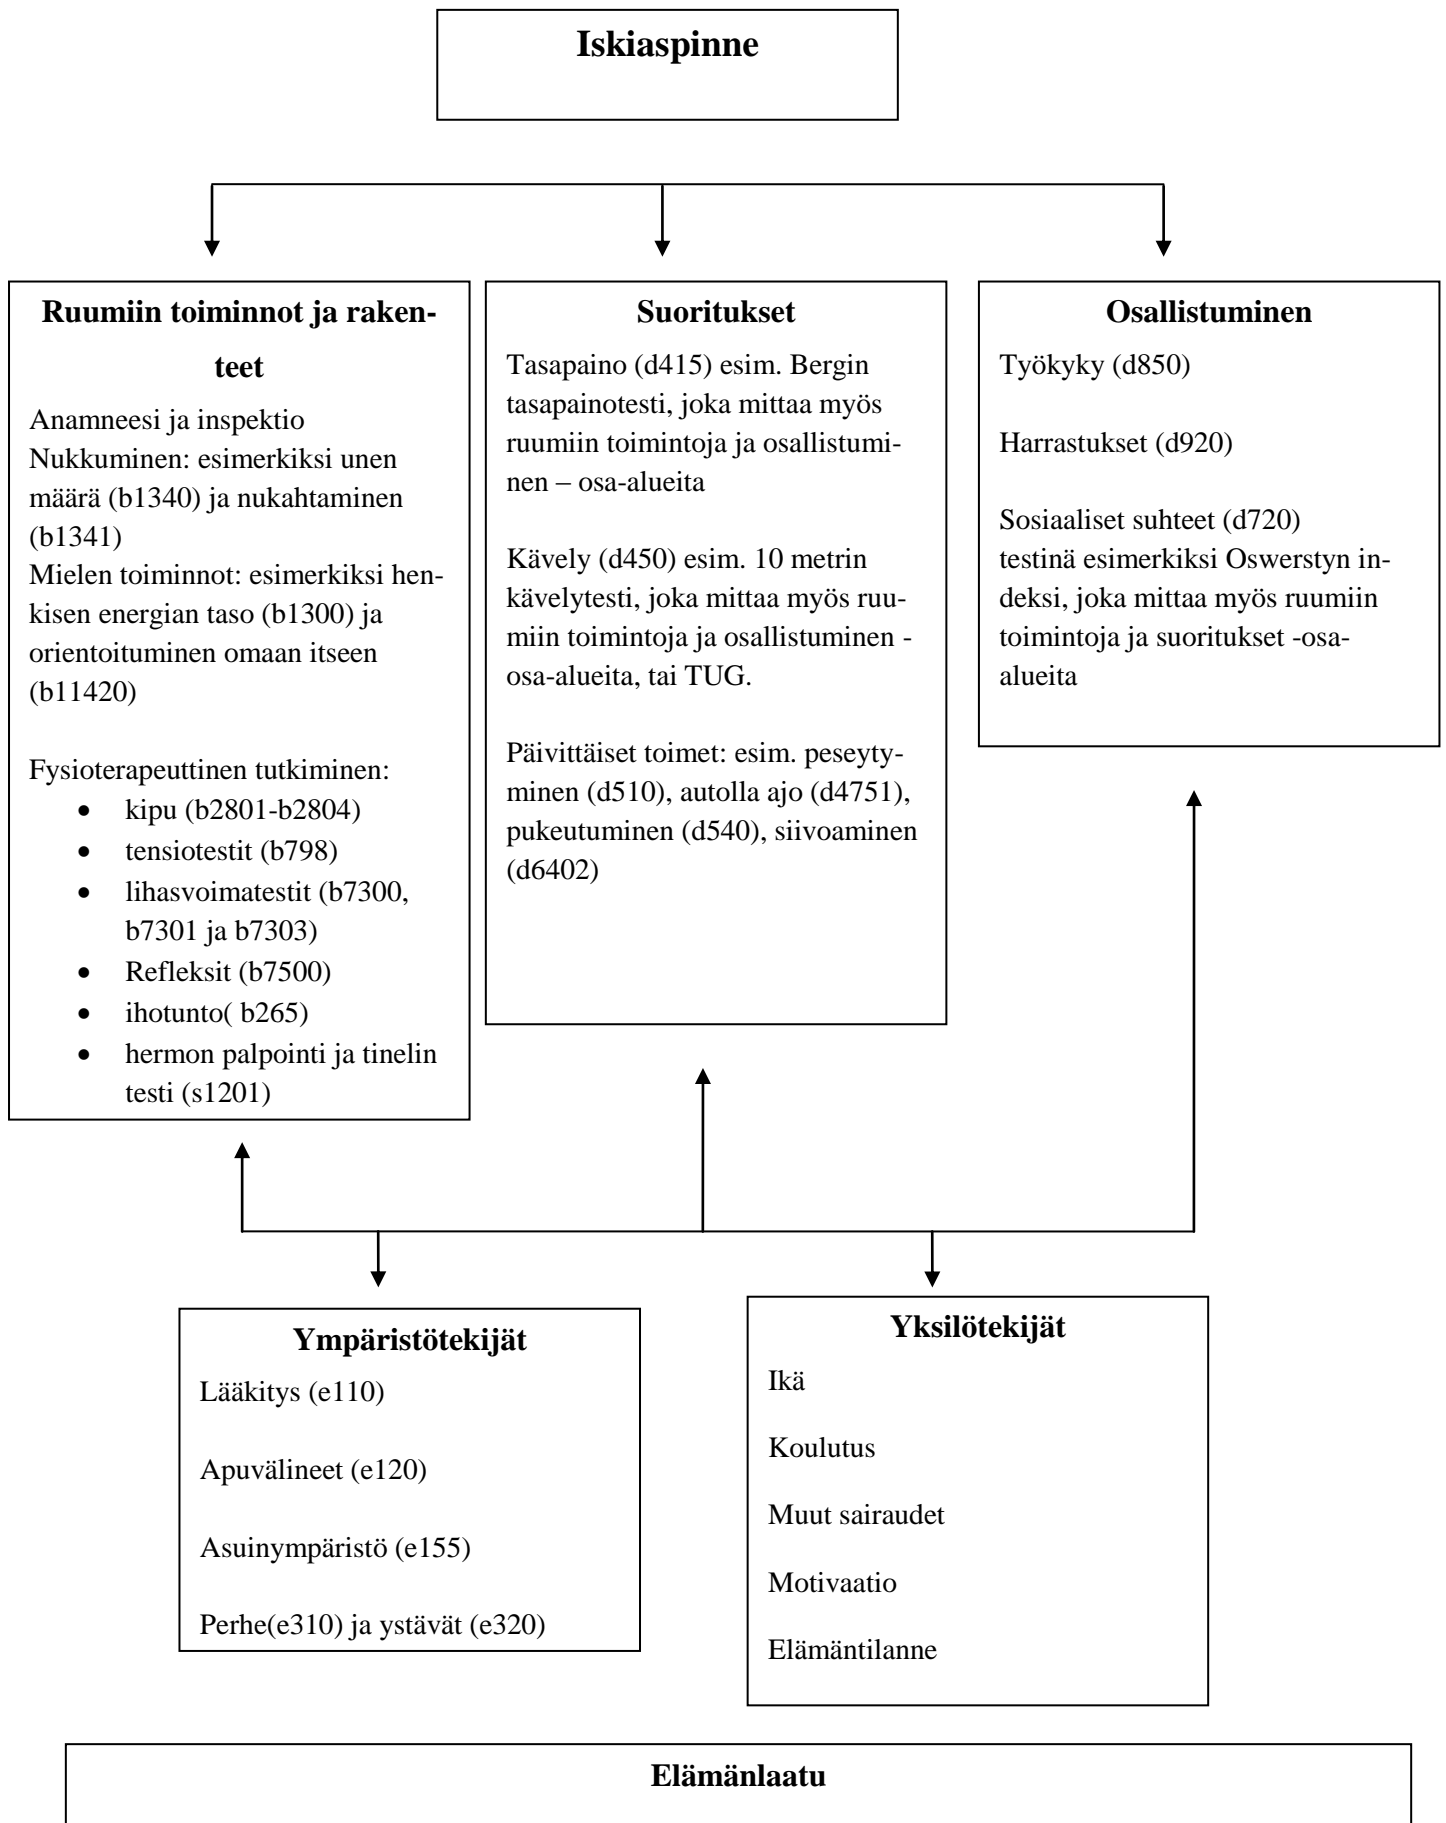 Iskiaspinne
Ruumiin toiminnot ja raken-
teet
Anamneesi ja inspektio
Nukkuminen: esimerkiksi unen
määrä (b1340) ja nukahtaminen
(b1341)
Mielen toiminnot: esimerkiksi hen-
kisen energian taso (b1300) ja
orientoituminen omaan itseen
(b11420)
Fysioterapeuttinen tutkiminen:
• kipu (b2801-b2804)
• tensiotestit (b798)
• lihasvoimatestit (b7300,
b7301 ja b7303)
• Refleksit (b7500)
• ihotunto( b265)
• hermon palpointi ja tinelin
testi (s1201)
Suoritukset
Tasapaino (d415) esim. Bergin
tasapainotesti, joka mittaa myös
ruumiin toimintoja ja osallistumi-
nen – osa-alueita
Kävely (d450) esim. 10 metrin
kävelytesti, joka mittaa myös ruu-
miin toimintoja ja osallistuminen -
osa-alueita, tai TUG.
Päivittäiset toimet: esim. peseyty-
minen (d510), autolla ajo (d4751),
pukeutuminen (d540), siivoaminen
(d6402)
Osallistuminen
Työkyky (d850)
Harrastukset (d920)
Sosiaaliset suhteet (d720)
testinä esimerkiksi Oswerstyn in-
deksi, joka mittaa myös ruumiin
toimintoja ja suoritukset -osa-
alueita
Ympäristötekijät
Lääkitys (e110)
Apuvälineet (e120)
Asuinympäristö (e155)
Perhe(e310) ja ystävät (e320)
Yksilötekijät
Ikä
Koulutus
Muut sairaudet
Motivaatio
Elämäntilanne
Elämänlaatu